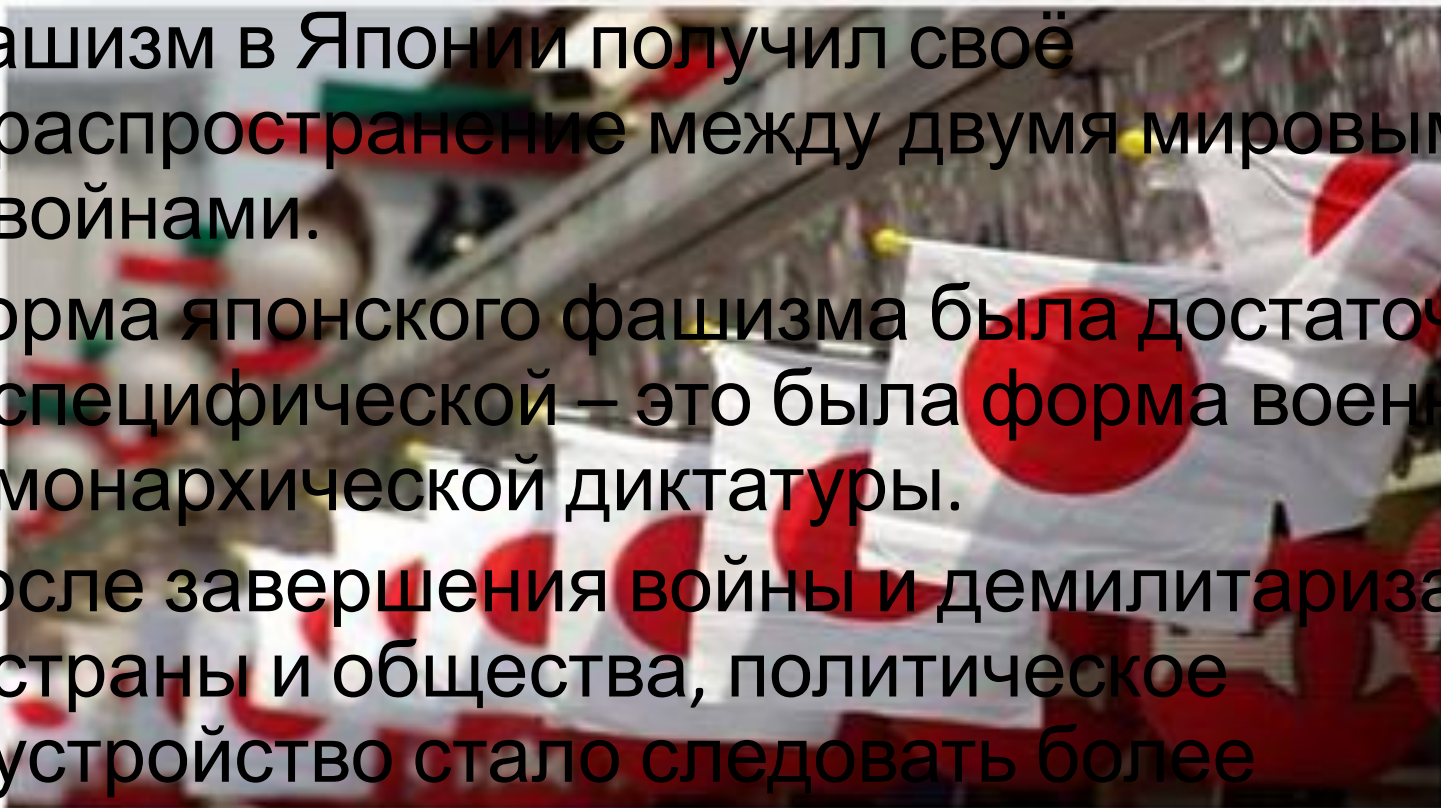 ашизм в Японии получил своё
распространение между двумя мировым
войнами.
орма японского фашизма была достаточ
специфической – это была форма воен
монархической диктатуры.
осле завершения войны и демилитариза
страны и общества, политическое
устройство стало следовать более